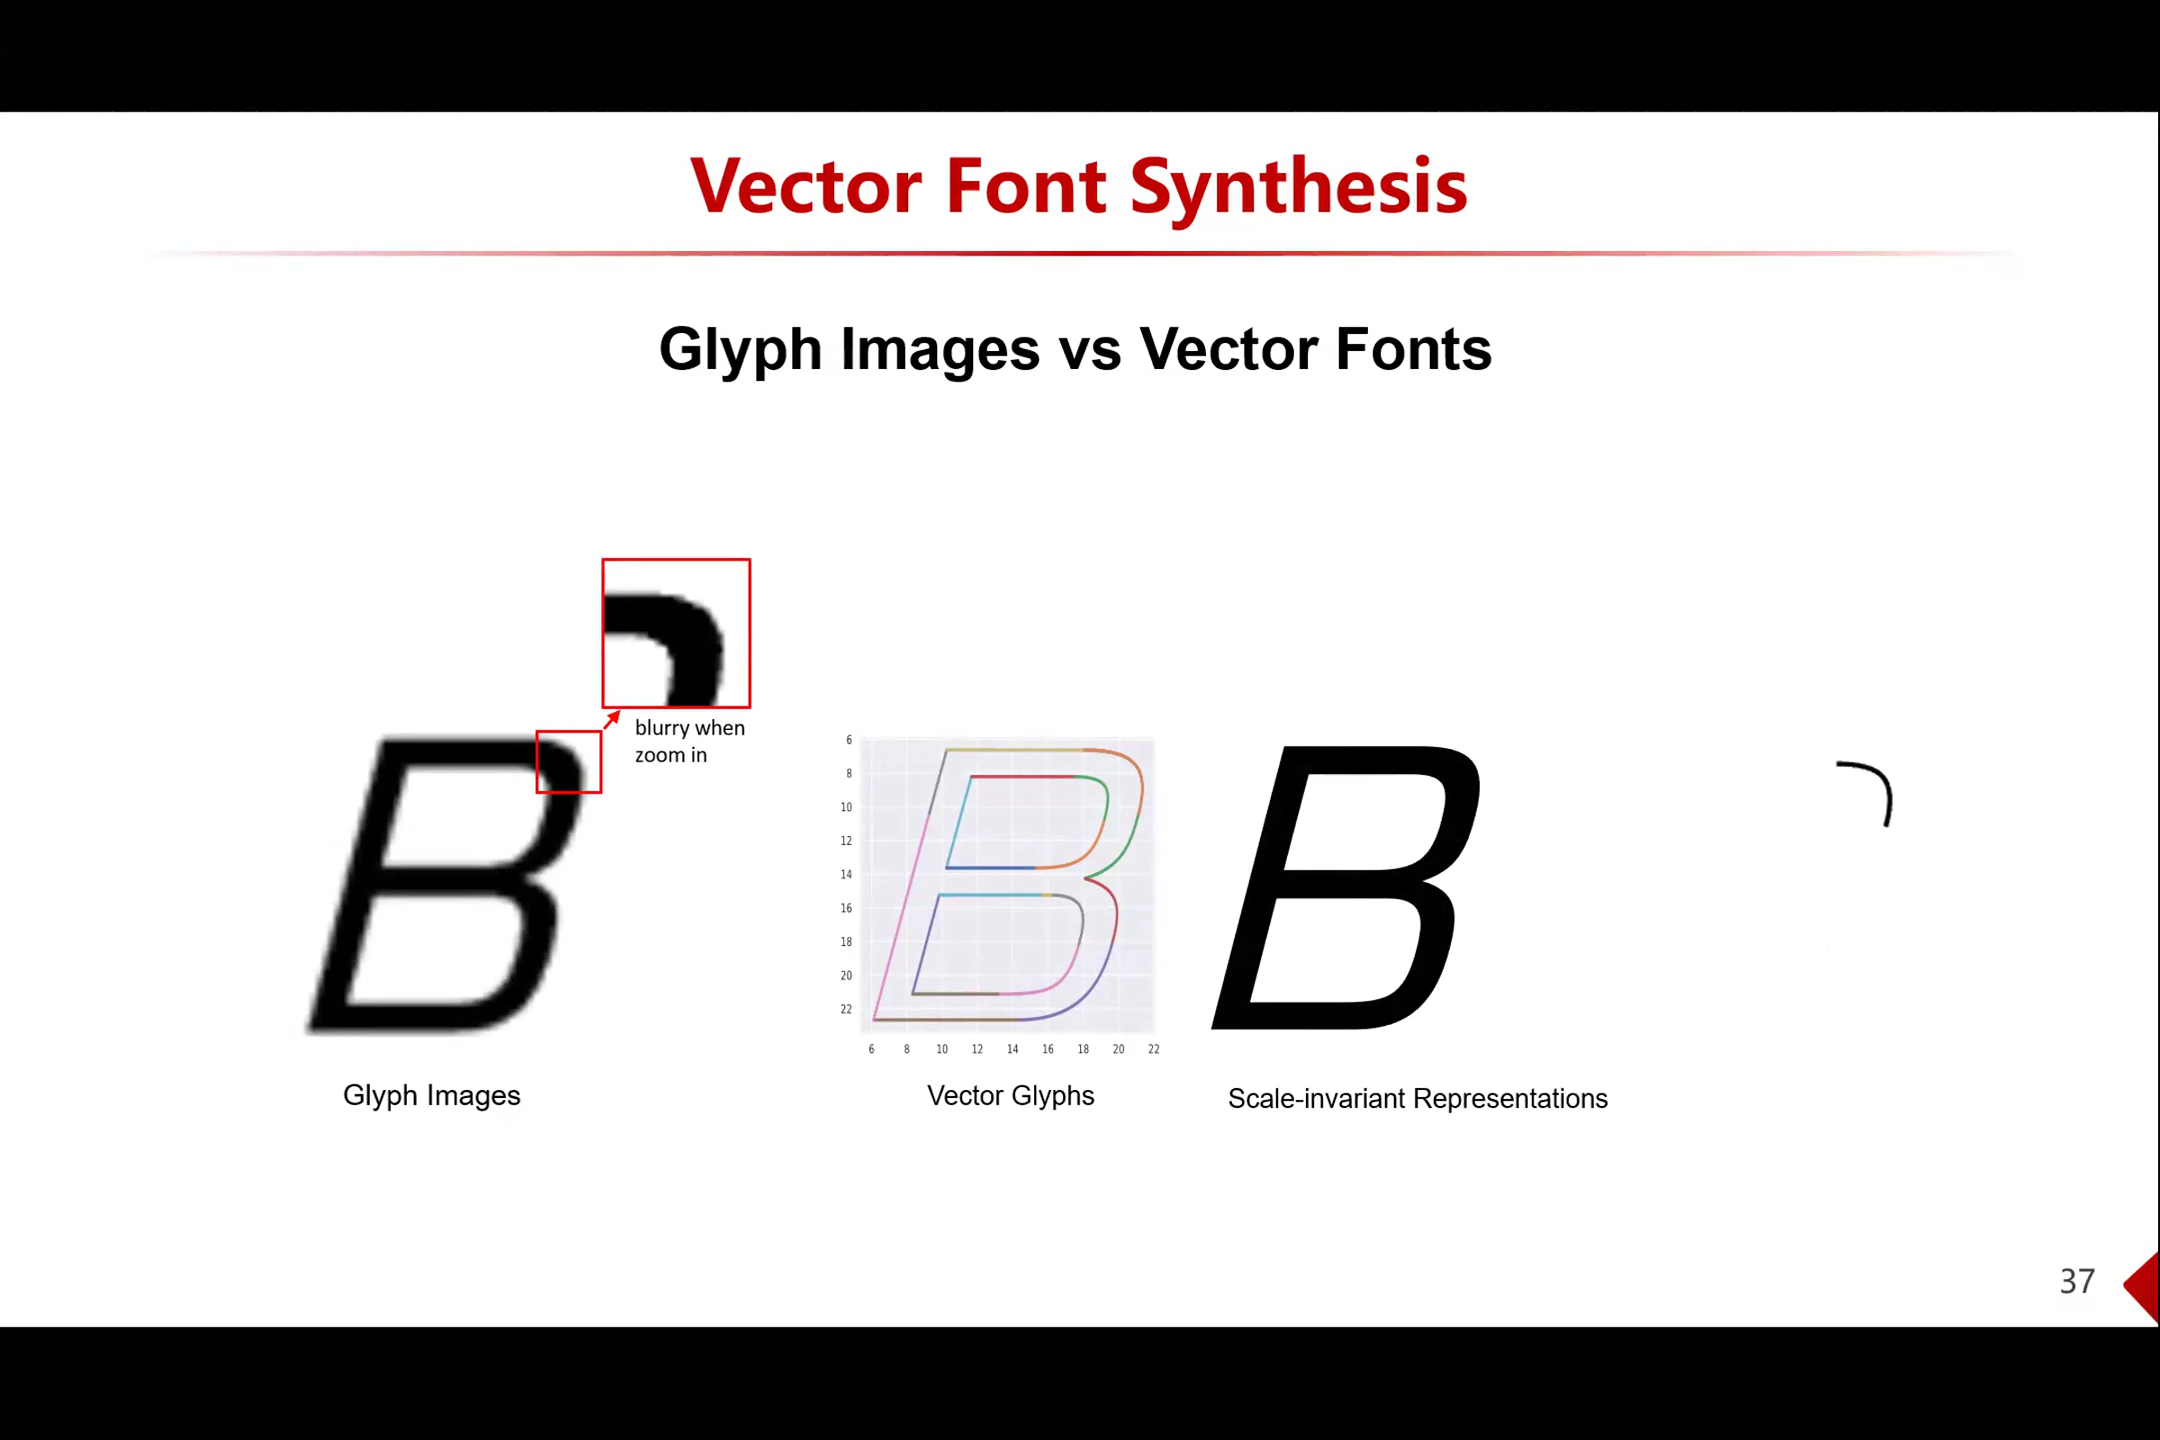 Vector Font Synthesis
Glyph Images vs Vector Fonts
blurry when
zoom in
B
6
8
10
12
14
16
18
20
22
6 8 10 12 14 16 18 20 22
B
B
Glyph Images
Vector Glyphs
Scale-invariant Representations
37